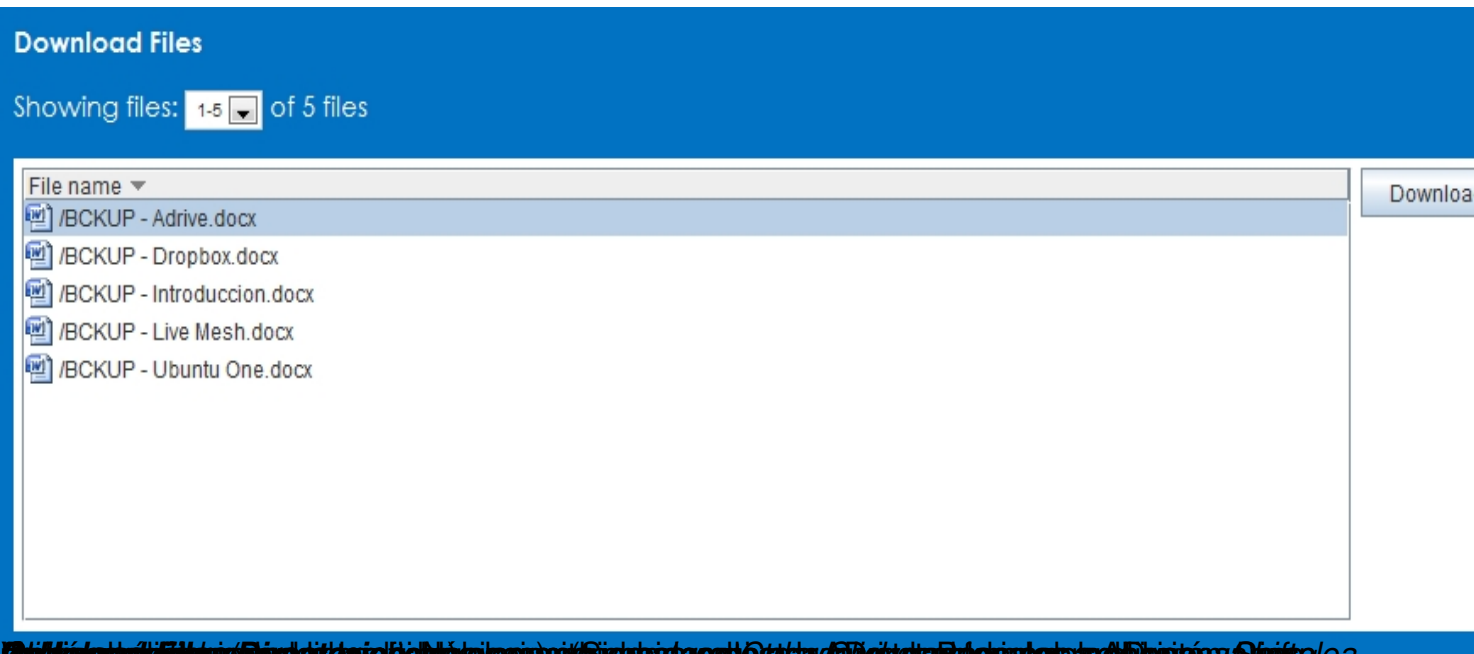 Download Files
Showing files: 1-5 of 5 files
File name
Downloa
/BCKUP - Adrive.docx
/BCKUP - Dropbox.docx
/BCKUP - Introduccion.docx
/BCKUP - Live Mesh.docx
/BCKUP - Ubuntu One.docx